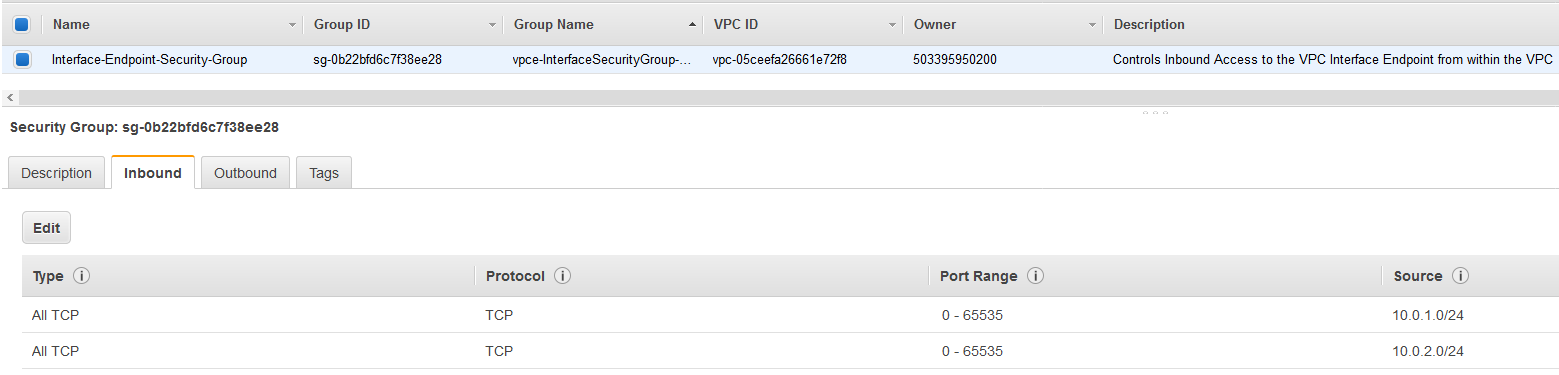 Name Group ID Group Name VPC ID Owner Description
Interface-Endpoint-Security-Group sg-0b22bfd6c7f38ee28 vpce-InterfaceSecurityGroup-... vpc-05ceefa26661e72f8 503395950200 Controls Inbound Access to the VPC Interface Endpoint from within the VPC
Security Group: sg-0b22bfd6c7f38ee28
Description Inbound Outbound Tags
Edit
Type i Protocol i Port Range i Source i
All TCP TCP 0 - 65535 10.0.1.0/24
All TCP TCP 0 - 65535 10.0.2.0/24